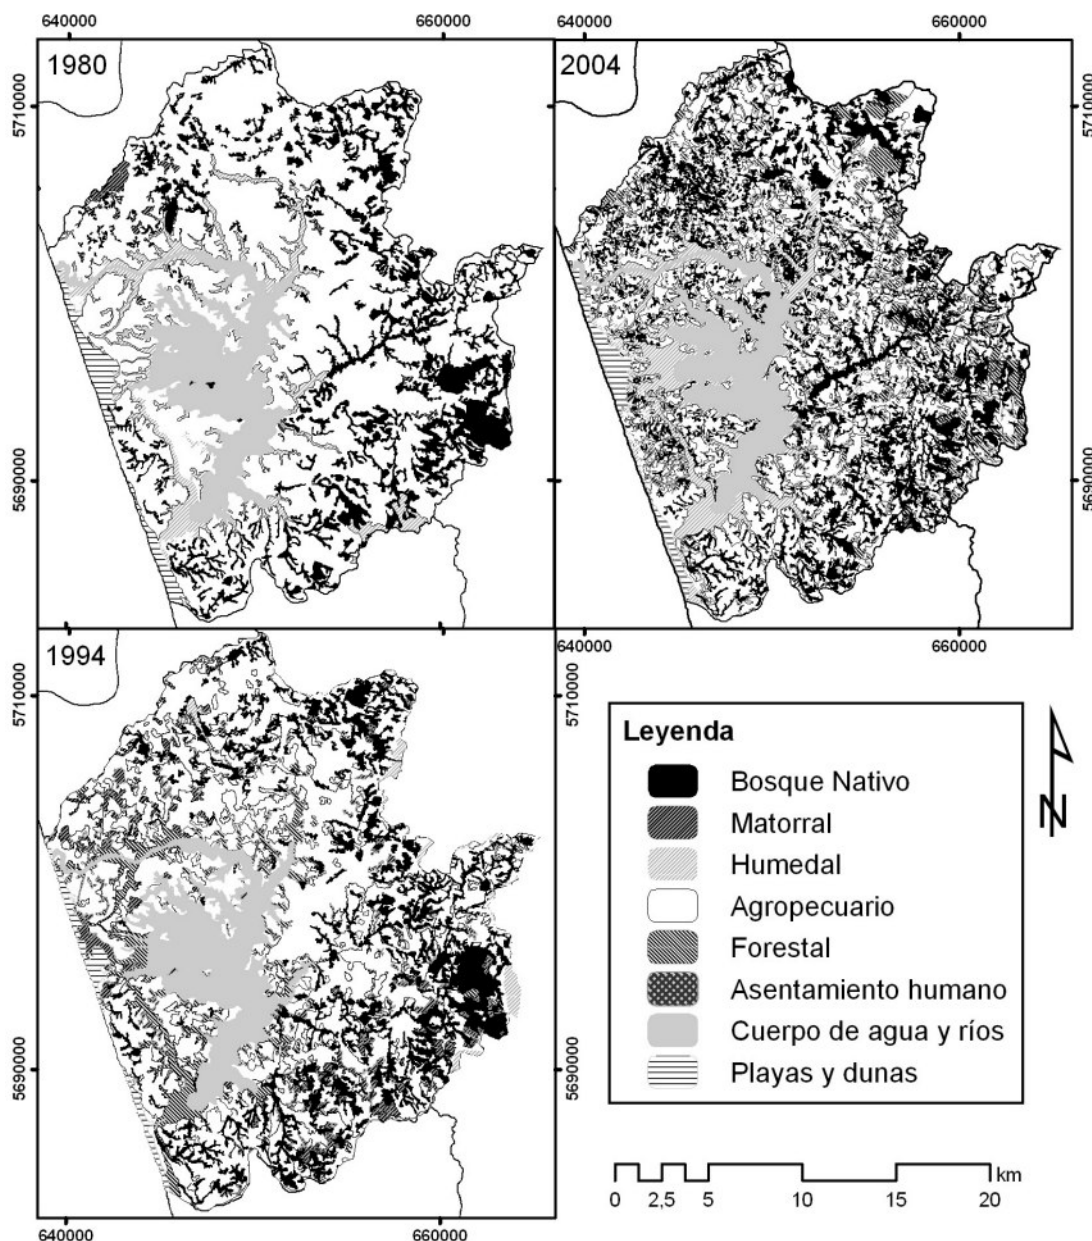 640000
660000
640000
660000
1980
2004
5710000
5710000
5690000
5690000
640000
660000
1994
5710000
5690000
640000
660000
Leyenda
Bosque Nativo
Matorral
Humedal
Agropecuario
Forestal
Asentamiento humano
Cuerpo de agua y ríos
Playas y dunas
N
km
0 2,5 5 10 15 20